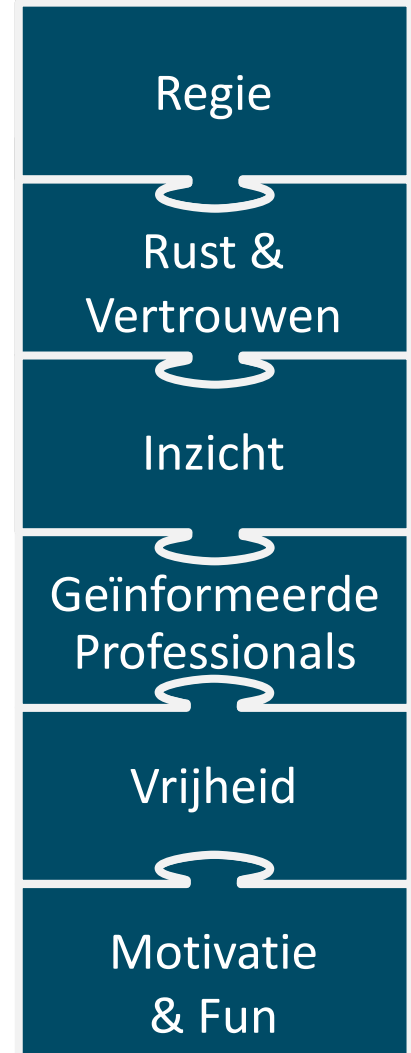 Regie
Rust &
Vertrouwen
Inzicht
Geïnformeerde
Professionals
Vrijheid
Motivatie
& Fun